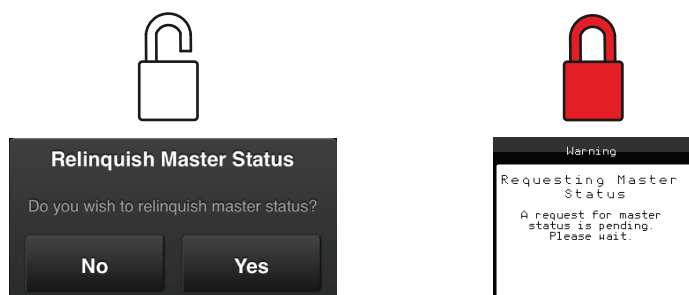 Relinquish Master Status
Do you wish to relinquish master status?
No Yes
Warning
Requesting Master
Status
A request for master
status is pending.
Please wait.